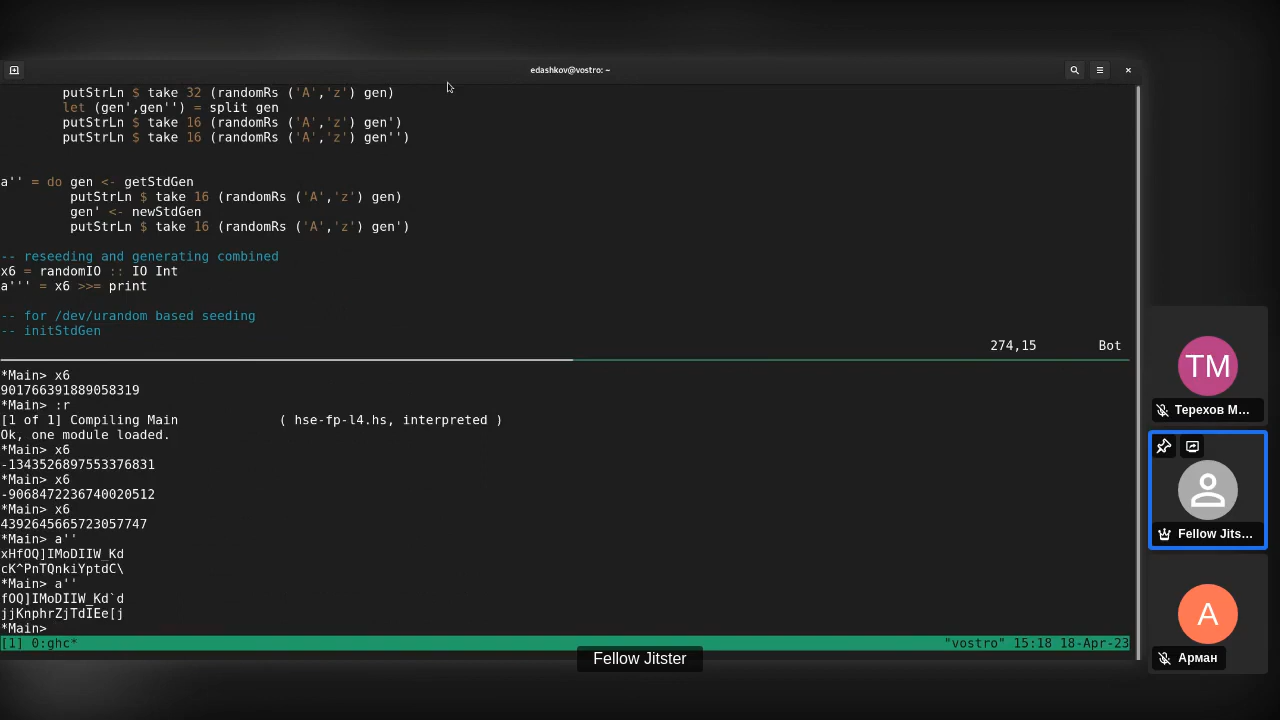 edashkov@vostro: ~
putStrLn $ take 32 (randomRs ('A','z') gen)
let (gen',gen'') = split gen
putStrLn $ take 16 (randomRs ('A','z') gen')
putStrLn $ take 16 (randomRs ('A','z') gen'')
a'' = do gen <- getStdGen
putStrLn $ take 16 (randomRs ('A','z') gen)
gen' <- newStdGen
putStrLn $ take 16 (randomRs ('A','z') gen')
-- reseeding and generating combined
x6 = randomIO :: IO Int
a''' = x6 >>= print
-- for /dev/urandom based seeding
-- initStdGen
274,15 Bot
*Main> x6
901766391889058319
*Main> :r
[1 of 1] Compiling Main ( hse-fp-l4.hs, interpreted )
Ok, one module loaded.
*Main> x6
-1343526897553376831
*Main> x6
-9068472236740020512
*Main> x6
4392645665723057747
*Main> a''
xHfOQ]IMoDIIW_Kd
cK^PnTQnkiYptdC\
*Main> a''
fOQ]IMoDIIW_Kd`d
jjKnphrZjTdIEe[j
*Main>
[1] 0:ghc* "vostro" 15:18 18-Apr-23
Fellow Jitster
TM
Терехов М...
Fellow Jits...
A
Арман